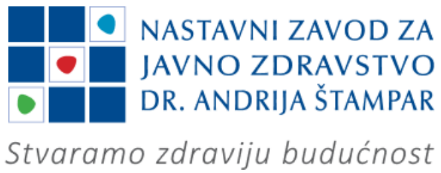 NASTAVNI ZAVOD ZA
JAVNO ZDRAVSTVO
DR. ANDRIJA ŠTAMPAR
Stvaramo zdraviju budućnost